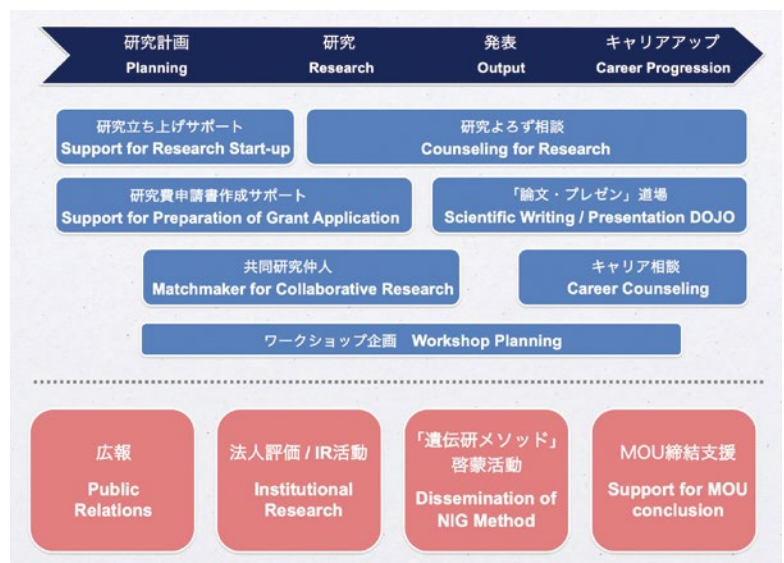 研究計画
Planning
研究
Research
発表
Output
キャリアアップ
Career Progression
研究立ち上げサポート
Support for Research Start-up
研究よろず相談
Counseling for Research
研究費申請書作成サポート
Support for Preparation of Grant Application
「論文・プレゼン」道場
Scientific Writing / Presentation DOJO
共同研究仲人
Matchmaker for Collaborative Research
キャリア相談
Career Counseling
ワークショップ企画 Workshop Planning
広報
Public
Relations
法人評価 / IR活動
Institutional
Research
「遺伝研メソッド」
啓蒙活動
Dissemination of
NIG Method
MOU締結支援
Support for MOU
conclusion